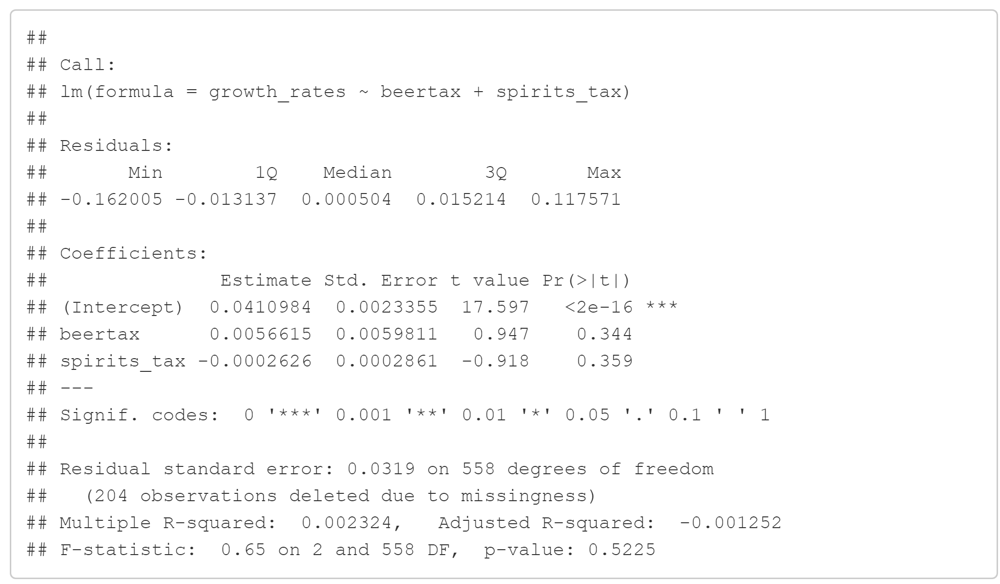 ##
## Call:
## lm(formula = growth_rates ~ beertax + spirits_tax)
##
## Residuals:
##       Min        1Q    Median        3Q       Max
## -0.162005 -0.013137  0.000504  0.015214  0.117571
##
## Coefficients:
##               Estimate Std. Error t value Pr(>|t|)
## (Intercept)  0.0410984  0.0023355  17.597   <2e-16 ***
## beertax      0.0056615  0.0059811   0.947    0.344
## spirits_tax -0.0002626  0.0002861  -0.918    0.359
## ---
## Signif. codes:  0 '***' 0.001 '**' 0.01 '*' 0.05 '.' 0.1 ' ' 1
##
## Residual standard error: 0.0319 on 558 degrees of freedom
##   (204 observations deleted due to missingness)
## Multiple R-squared:  0.002324,   Adjusted R-squared:  -0.001252
## F-statistic:  0.65 on 2 and 558 DF,  p-value: 0.5225